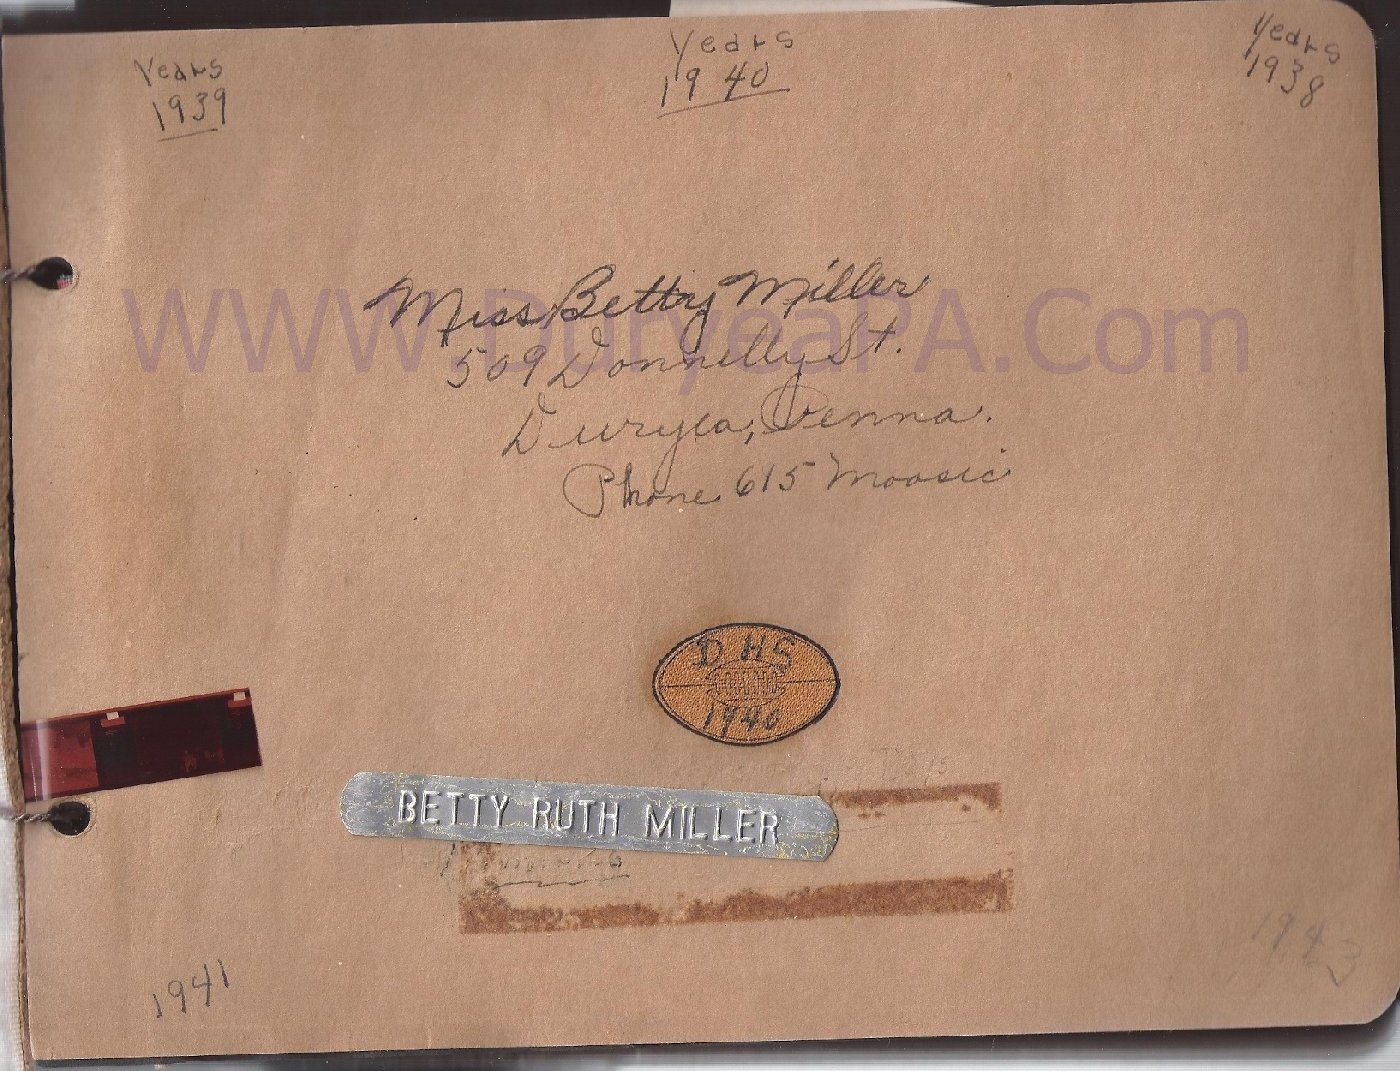 Years
1939
Years
1940
Years
1938
Miss Betty Miller
WWW.DuryeaPA.Com
509 Donnelly St.
Duryea, Penna.
Phone 615 Moosic
DHS
1940
BETTY RUTH MILLER
1941
1943